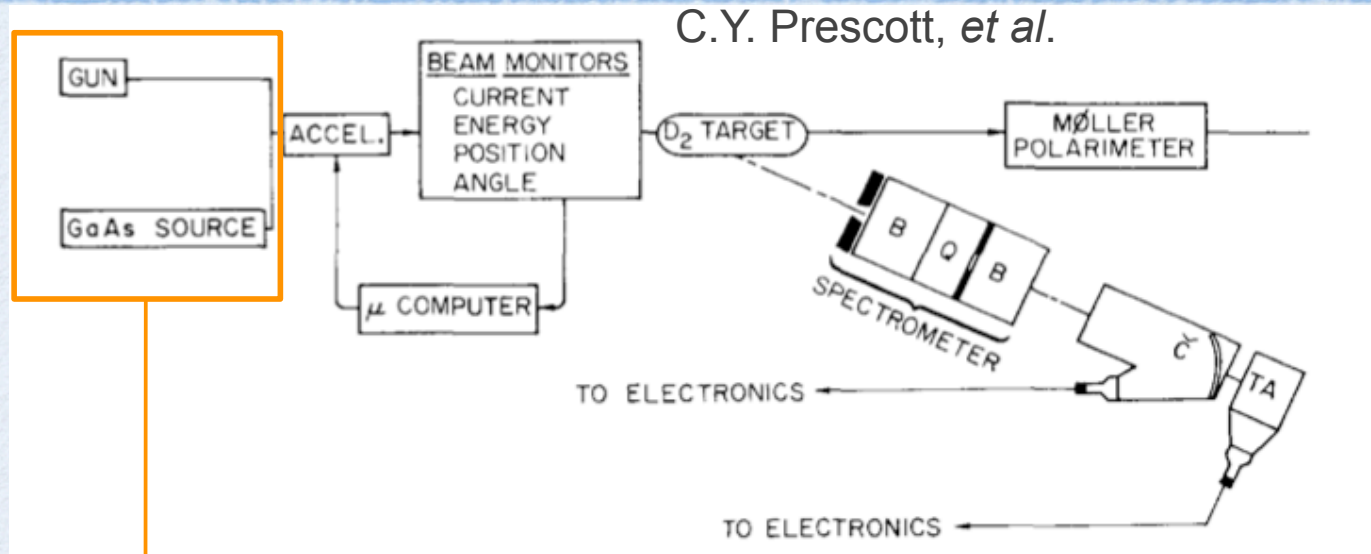 C.Y. Prescott, et al.
GUN
GaAs SOURCE
ACCEL.
BEAM MONITORS
CURRENT
ENERGY
POSITION
ANGLE
μ COMPUTER
D₂ TARGET
MØLLER
POLARIMETER
B
Q
B
SPECTROMETER
Č
TA
TO ELECTRONICS
TO ELECTRONICS